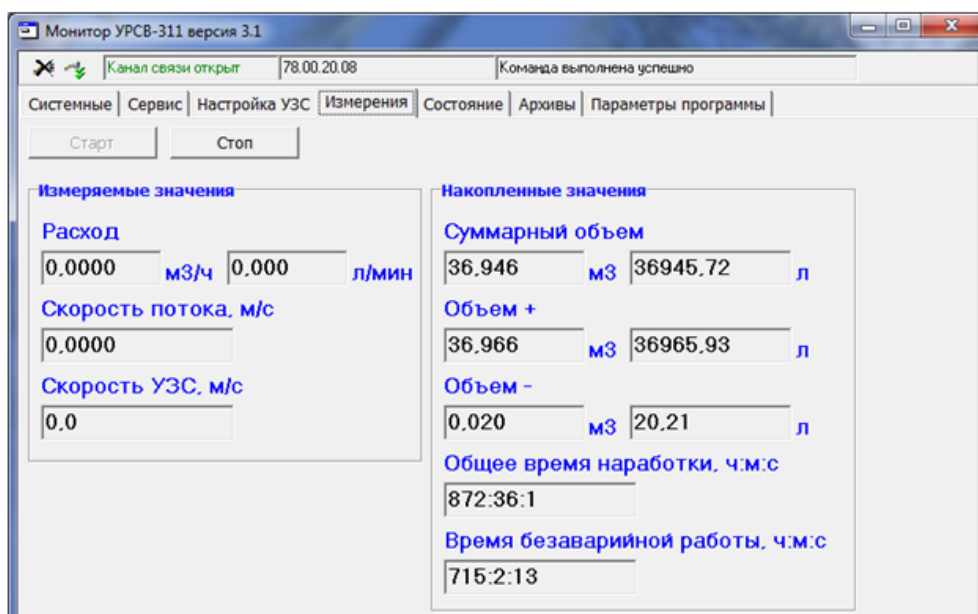 Монитор УРСВ-311 версия 3.1
Канал связи открыт 78.00.20.08 Команда выполнена успешно
Системные Сервис Настройка УЗС Измерения Состояние Архивы Параметры программы
Старт Стоп
Измеряемые значения
Расход
0,0000 м3/ч 0,000 л/мин
Скорость потока, м/с
0,0000
Скорость УЗС, м/с
0,0
Накопленные значения
Суммарный объем
36,946 м3 36945,72 л
Объем +
36,966 м3 36965,93 л
Объем -
0,020 м3 20,21 л
Общее время наработки, ч:м:с
872:36:1
Время безаварийной работы, ч:м:с
715:2:13